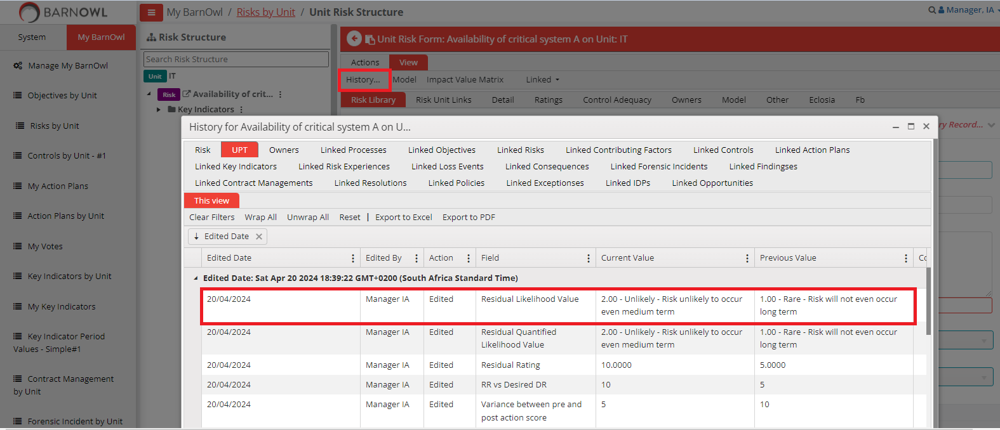 BARNOWL
My BarnOwl / Risks by Unit / Unit Risk Structure
Manager, IA
System
My BarnOwl
Manage My BarnOwl
Objectives by Unit
Risks by Unit
Controls by Unit - #1
My Action Plans
Action Plans by Unit
My Votes
Key Indicators by Unit
My Key Indicators
Key Indicator Period
Values - Simple#1
Contract Management
by Unit
Forensic Incident by Unit
Risk Structure
Search Risk Structure
Unit IT
Risk Availability of crit...
Key Indicators
Unit Risk Form: Availability of critical system A on Unit: IT
Actions View
History... Model Impact Value Matrix Linked
Risk Library Risk Unit Links Detail Ratings Control Adequacy Owners Model Other Eclosia Fb
ry Record...
History for Availability of critical system A on U...
Risk UPT Owners Linked Processes Linked Objectives Linked Risks Linked Contributing Factors Linked Controls Linked Action Plans
Linked Key Indicators Linked Risk Experiences Linked Loss Events Linked Consequences Linked Forensic Incidents Linked Findingses
Linked Contract Managements Linked Resolutions Linked Policies Linked Exceptionses Linked IDPs Linked Opportunities
This view
Clear Filters Wrap All Unwrap All Reset | Export to Excel Export to PDF
↓ Edited Date ×
Edited Date Edited By Action Field Current Value Previous Value
Edited Date: Sat Apr 20 2024 18:39:22 GMT+0200 (South Africa Standard Time)
20/04/2024 Manager IA Edited Residual Likelihood Value 2.00 - Unlikely - Risk unlikely to occur 1.00 - Rare - Risk will not even occur
even medium term long term
20/04/2024 Manager IA Edited Residual Quantified 2.00 - Unlikely - Risk unlikely to occur 1.00 - Rare - Risk will not even occur
Likelihood Value even medium term long term
20/04/2024 Manager IA Edited Residual Rating 10.0000 5.0000
20/04/2024 Manager IA Edited RR vs Desired DR 10 5
20/04/2024 Manager IA Edited Variance between pre and 5 10
post action score